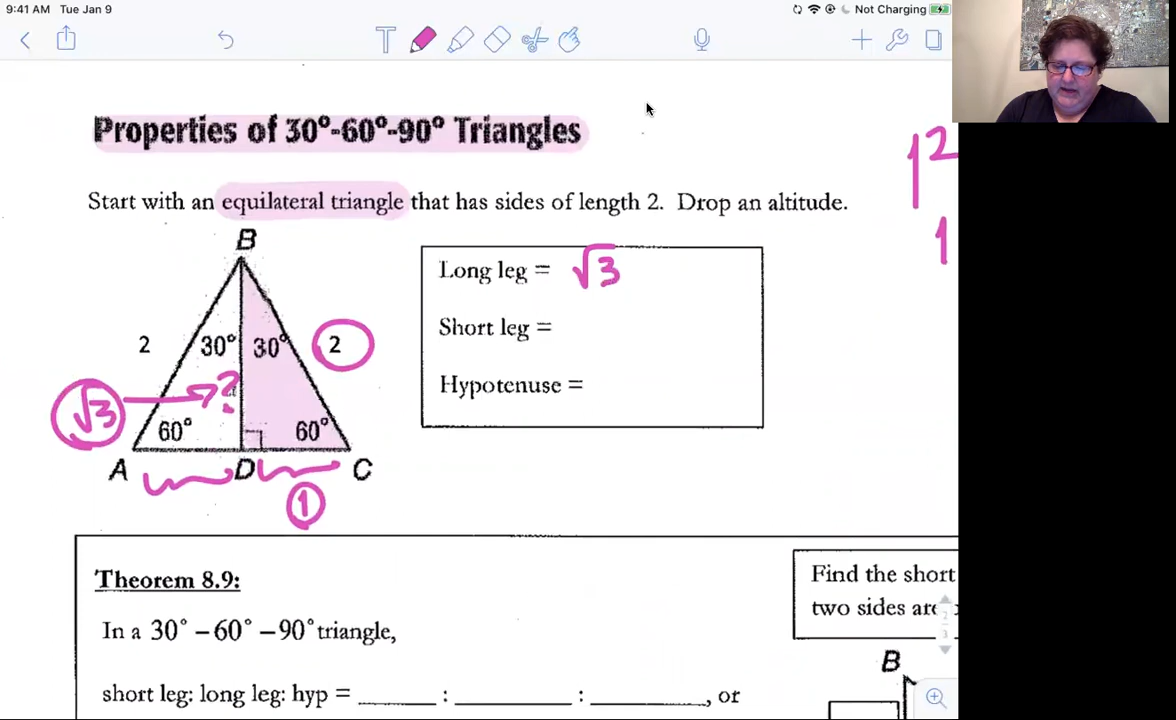 9:41 AM Tue Jan 9
Not Charging
T
Properties of 30°-60°-90° Triangles
1²
Start with an equilateral triangle that has sides of length 2. Drop an altitude.
1
B
Long leg = √3
Short leg =
Hypotenuse =
2 30° 30° 2
√3 ?
60° 60°
A D C
1
Theorem 8.9:
In a 30° – 60° – 90° triangle,
short leg: long leg: hyp = ______ : __________ : __________, or
Find the short
two sides are
B